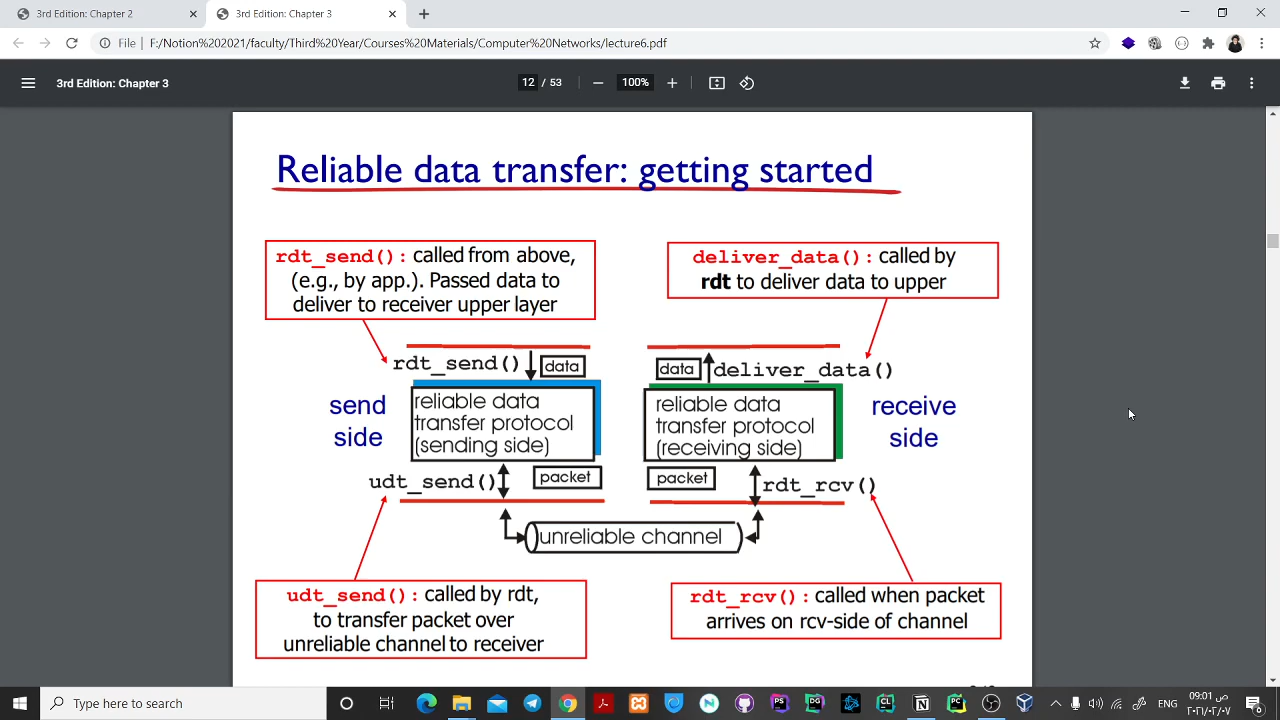 3rd Edition: Chapter 2
3rd Edition: Chapter 3
File
F:/Notion%202021/faculty/Third%20Year/Courses%20Materials/Computer%20Networks/lecture6.pdf
3rd Edition: Chapter 3
12 / 53
100%
Reliable data transfer: getting started
rdt_send(): called from above,
(e.g., by app.). Passed data to
deliver to receiver upper layer
deliver_data(): called by
rdt to deliver data to upper
rdt_send()
data
data
deliver_data()
send
side
reliable data
transfer protocol
(sending side)
reliable data
transfer protocol
(receiving side)
receive
side
udt_send()
packet
packet
rdt_rcv()
unreliable channel
udt_send(): called by rdt,
to transfer packet over
unreliable channel to receiver
rdt_rcv(): called when packet
arrives on rcv-side of channel
Type here to search
ENG
09:01 ص
٢٠٢١/٠٢/٠٧